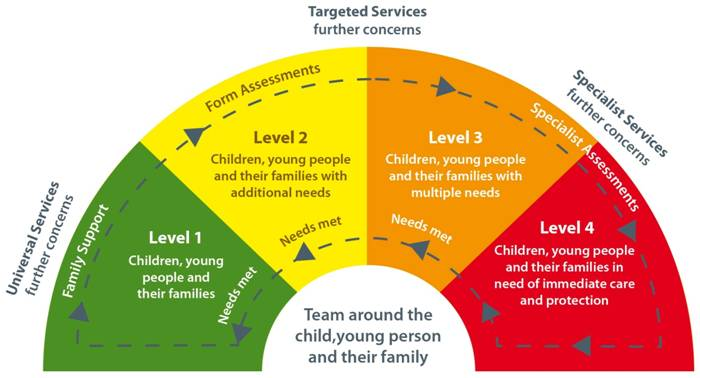 Targeted Services
further concerns
Specialist Services
further concerns
Universal Services
further concerns
Form Assessments
Specialist Assessments
Family Support
Level 1
Children, young
people and
their families
Level 2
Children, young people
and their families with
additional needs
Level 3
Children, young people
and their families with
multiple needs
Level 4
Children, young people
and their families in
need of immediate care
and protection
Needs met
Needs met
Needs met
Team around the
child,young person
and their family